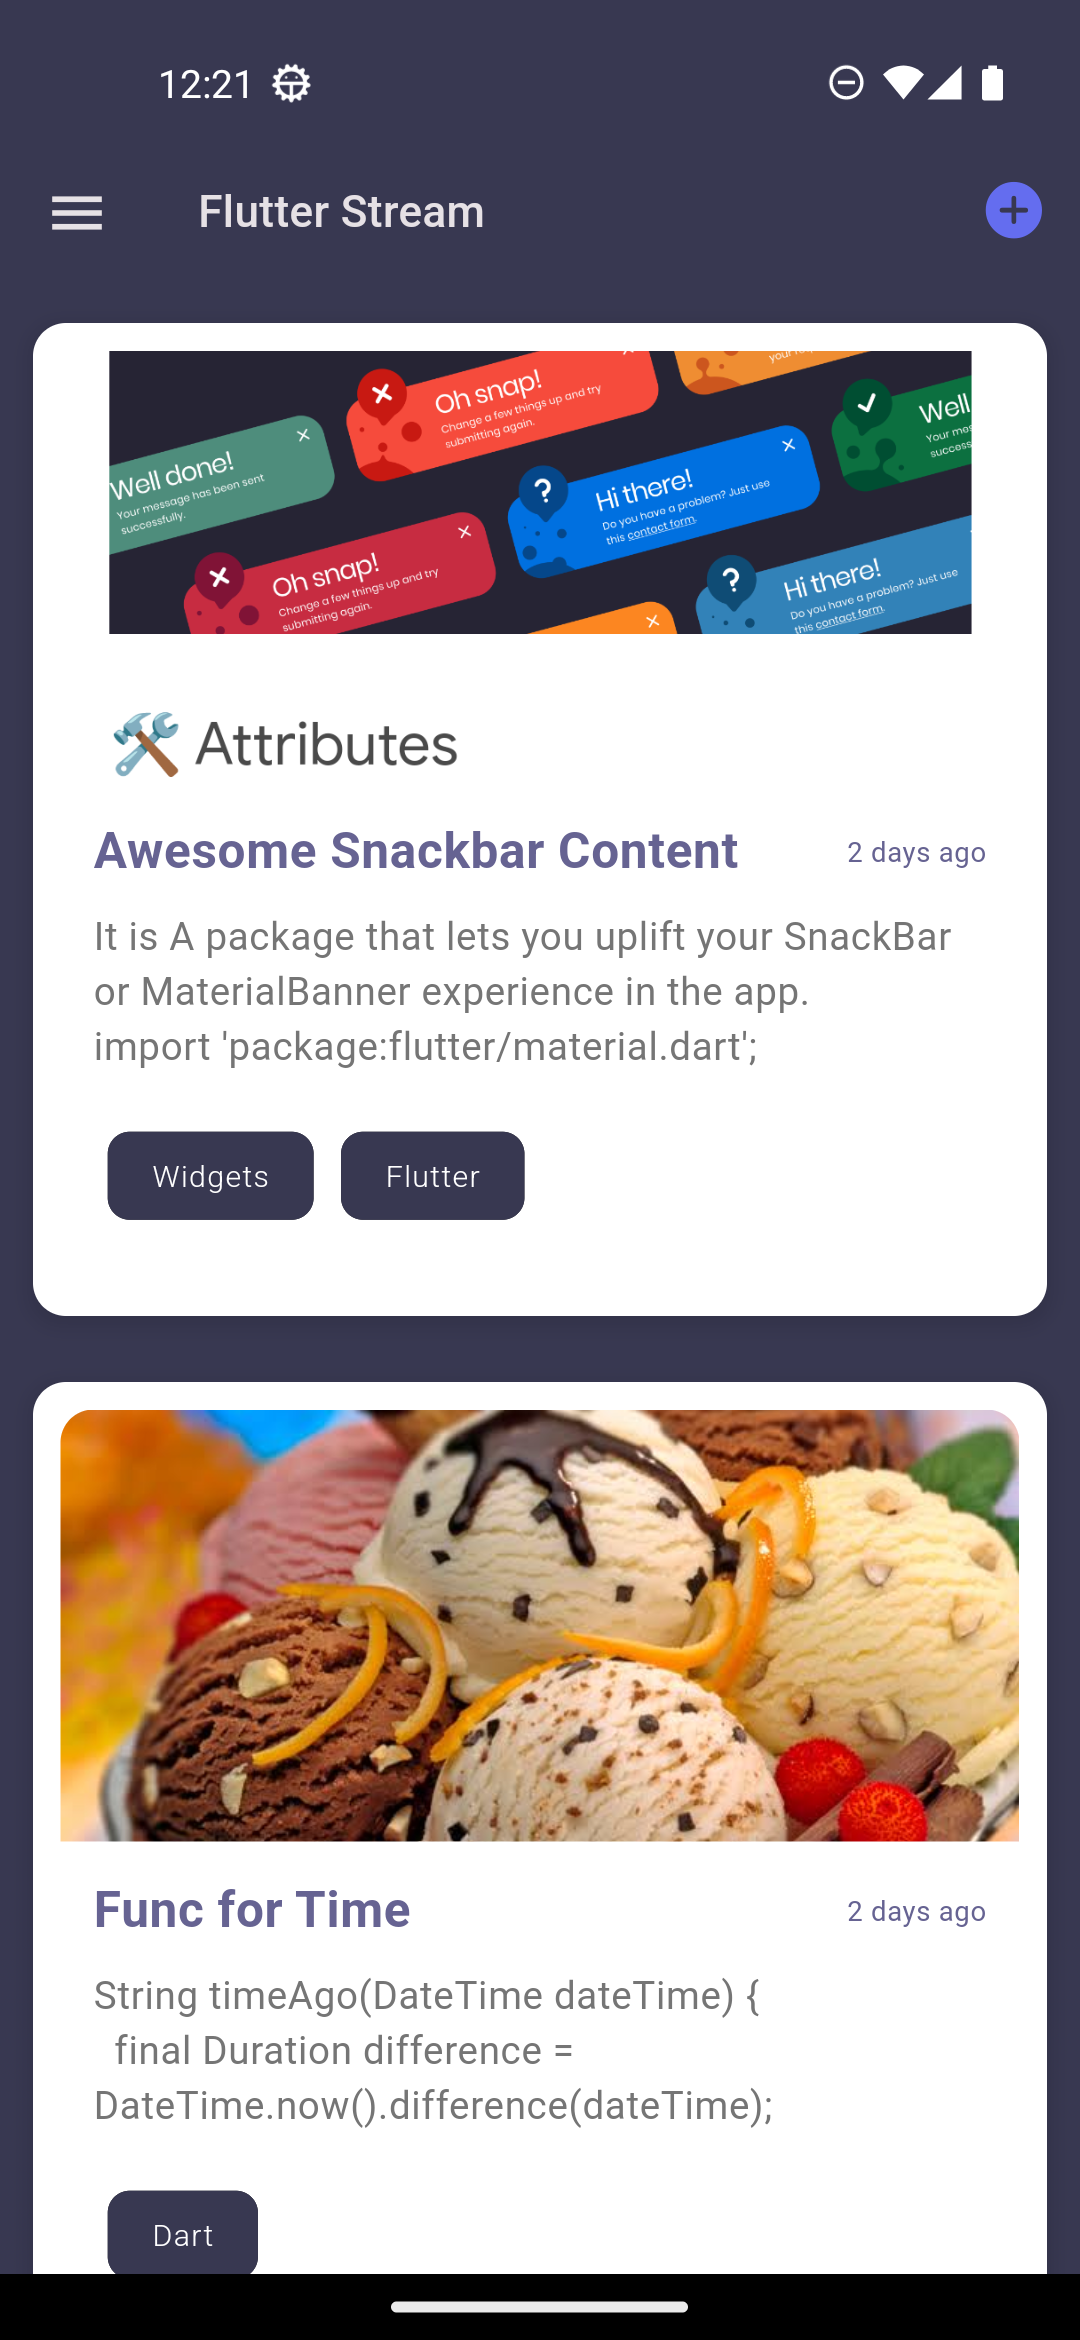 12:21
Flutter Stream
Well done!
Your message has been sent
successfully.
Oh snap!
Change a few things up and try
submitting again.
Well
Your mes
success
Hi there!
Do you have a problem? Just use
this contact form.
Oh snap!
Change a few things up and try
submitting again.
Hi there!
Do you have a problem? Just use
this contact form.
Attributes
Awesome Snackbar Content
2 days ago
It is A package that lets you uplift your SnackBar
or MaterialBanner experience in the app.
import 'package:flutter/material.dart';
Widgets
Flutter
Func for Time
2 days ago
String timeAgo(DateTime dateTime) {
final Duration difference =
DateTime.now().difference(dateTime);
Dart